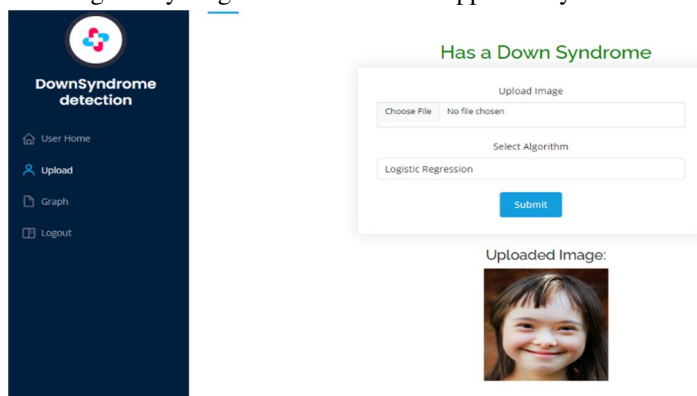 DownSyndrome
detection
User Home
Upload
Graph
Logout
Has a Down Syndrome
Upload Image
Choose File No file chosen
Select Algorithm
Logistic Regression
Submit
Uploaded Image: